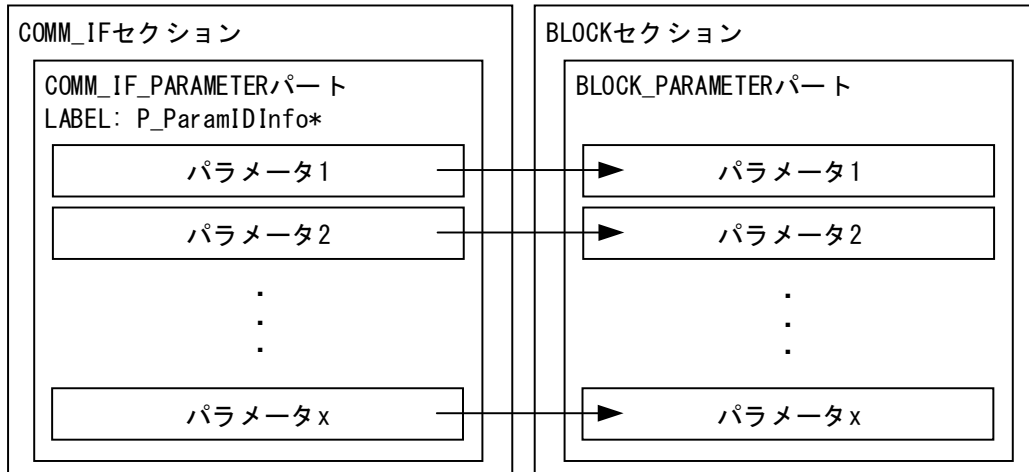 COMM_IFセクション
COMM_IF_PARAMETERパート
LABEL: P_ParamIDInfo*
パラメータ1
パラメータ2
・
・
・
パラメータx
BLOCKセクション
BLOCK_PARAMETERパート
パラメータ1
パラメータ2
・
・
・
パラメータx